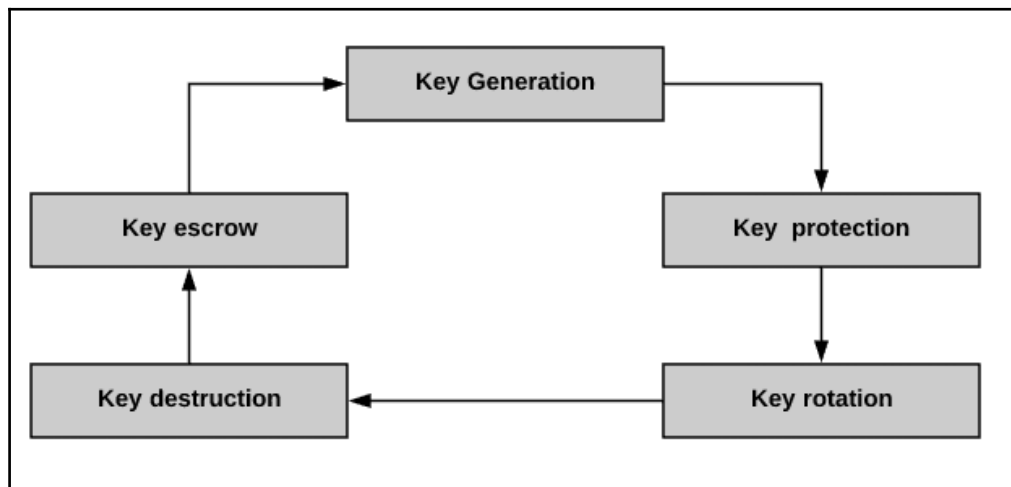 Key Generation
Key escrow
Key protection
Key destruction
Key rotation